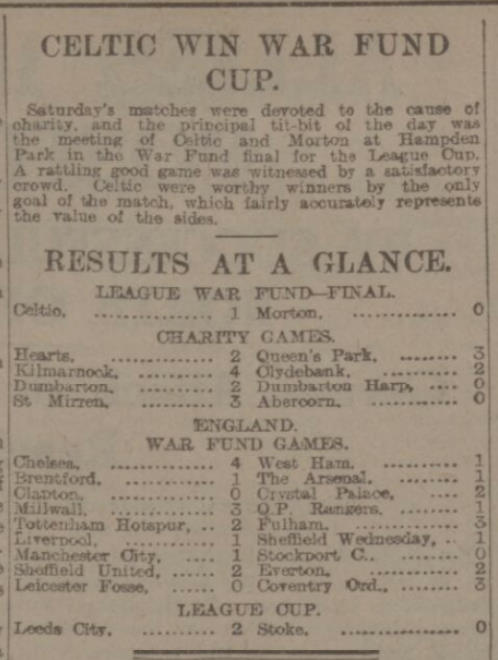 CELTIC WIN WAR FUND
CUP.
Saturday's matches were devoted to the cause of
charity, and the principal tit-bit of the day was
the meeting of Celtic and Morton at Hampden
Park in the War Fund final for the League Cup.
A rattling good game was witnessed by a satisfactory
crowd. Celtic were worthy winners by the only
goal of the match, which fairly accurately represents
the value of the sides.
RESULTS AT A GLANCE.
LEAGUE WAR FUND—FINAL.
Celtic, .............. 1 Morton, ............. 0
CHARITY GAMES.
Hearts, ............. 2 Queen's Park, ........ 3
Kilmarnock, .......... 4 Clydebank, .......... 2
Dumbarton, .......... 2 Dumbarton Harp, .... 0
St Mirren, .......... 3 Abercorn, ........... 0
ENGLAND.
WAR FUND GAMES.
Chelsea, ............ 4 West Ham, .......... 1
Brentford, .......... 1 The Arsenal, ........ 1
Clapton, ............ 0 Crystal Palace, .... 2
Millwall, ........... 3 Q.P. Rangers, ...... 1
Tottenham Hotspur, .. 2 Fulham, ............ 3
Liverpool, .......... 1 Sheffield Wednesday, .. 1
Manchester City, .... 1 Stockport C., ...... 0
Sheffield United, ...... 2 Everton, ............ 2
Leicester Fosse, ...... 0 Coventry Ord., ...... 3
LEAGUE CUP.
Leeds City, .......... 2 Stoke, .............. 0